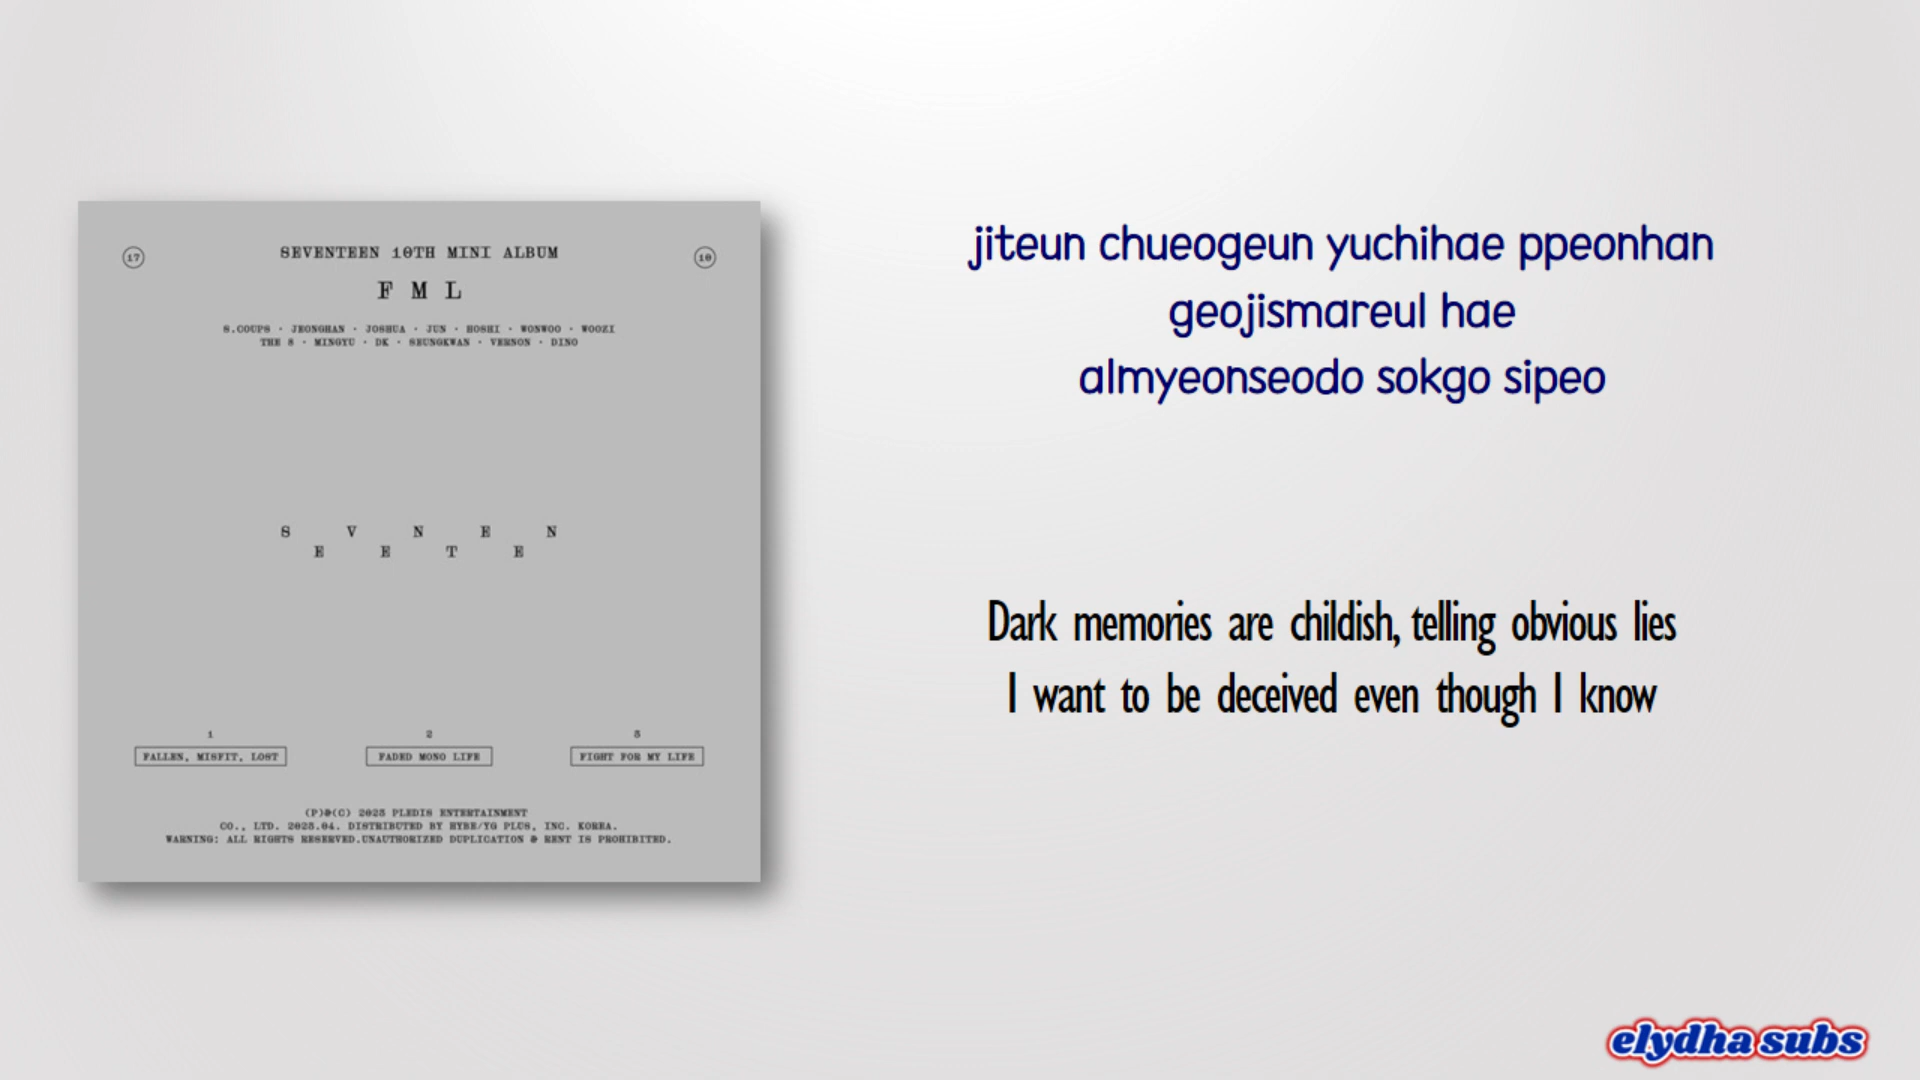 17
SEVENTEEN 10TH MINI ALBUM
10
F M L
S.COUPS · JEONGHAN · JOSHUA · JUN · HOSHI · WONWOO · WOOZI
THE 8 · MINGYU · DK · SEUNGKWAN · VERNON · DINO
S V N E N
E E T E
1 2 3
FALLEN, MISFIT, LOST FADED MONO LIFE FIGHT FOR MY LIFE
(P)&(C) 2023 PLEDIS ENTERTAINMENT
CO., LTD. 2023.04. DISTRIBUTED BY HYBE/YG PLUS, INC. KOREA.
WARNING: ALL RIGHTS RESERVED.UNAUTHORIZED DUPLICATION & RENT IS PROHIBITED.
jiteun chueogeun yuchihae ppeonhan
geojismareul hae
almyeonseodo sokgo sipeo
Dark memories are childish, telling obvious lies
I want to be deceived even though I know
elydha subs